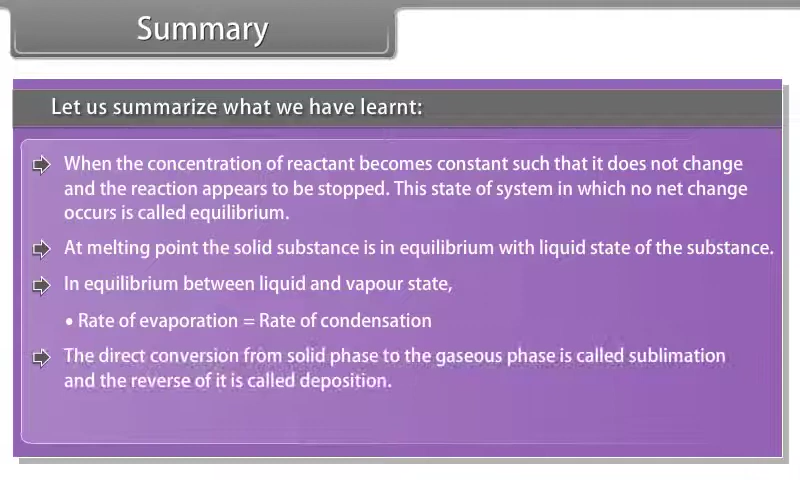 Summary
Let us summarize what we have learnt:
When the concentration of reactant becomes constant such that it does not change
and the reaction appears to be stopped. This state of system in which no net change
occurs is called equilibrium.
At melting point the solid substance is in equilibrium with liquid state of the substance.
In equilibrium between liquid and vapour state,
• Rate of evaporation = Rate of condensation
The direct conversion from solid phase to the gaseous phase is called sublimation
and the reverse of it is called deposition.